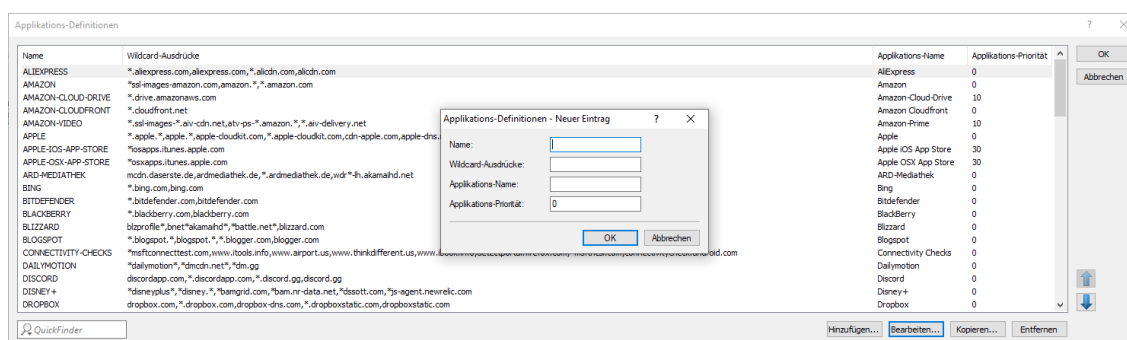 Applikations-Definitionen ? ×
Name Wildcard-Ausdrücke Applikations-Name Applikations-Priorität OK
ALIEXPRESS *.aliexpress.com,aliexpress.com,*.alicdn.com,alicdn.com AliExpress 0 Abbrechen
AMAZON *ssl-images-amazon.com,amazon.*,*.amazon.com Amazon 0
AMAZON-CLOUD-DRIVE *.drive.amazonaws.com Amazon-Cloud-Drive 10
AMAZON-CLOUDFRONT *.cloudfront.net Amazon Cloudfront 0
AMAZON-VIDEO *.ssl-images-*.aiv-cdn.net,atv-ps-*.amazon.*,*.aiv-delivery.net Amazon-Prime 10
APPLE *.apple.*,apple.*,apple-cloudkit.com,*.apple-cloudkit.com,cdn-apple.com,apple-dns. Apple 0
APPLE-IOS-APP-STORE *iosapps.itunes.apple.com Apple iOS App Store 30
APPLE-OSX-APP-STORE *osxapps.itunes.apple.com Apple OSX App Store 30
ARD-MEDIATHEK mcdn.daserste.de,ardmediathek.de,*.ardmediathek.de,wdr*-lh.akamaihd.net ARD-Mediathek 0
BING *.bing.com,bing.com Bing 0
BITDEFENDER *.bitdefender.com,bitdefender.com Bitdefender 0
BLACKBERRY *.blackberry.com,blackberry.com BlackBerry 0
BLIZZARD blzprofile*,bnet*akamaihd*,*battle.net*,blizzard.com Blizzard 0
BLOGSPOT *.blogspot.*,blogspot.*,*.blogger.com,blogger.com Blogspot 0
CONNECTIVITY-CHECKS *msftconnecttest.com,www.itools.info,www.airport.us,www.thinkdifferent.us,www. Connectivity Checks 0
DAILYMOTION *dailymotion*,*dmcdn.net*,*dm.gg Dailymotion 0
DISCORD discordapp.com,*.discordapp.com,*.discord.gg,discord.gg Discord 0
DISNEY+ *disneyplus*,*disney.*,*bamgrid.com,*bam.nr-data.net,*dssott.com,*js-agent.newrelic.com Disney+ 0
DROPBOX dropbox.com,*.dropbox.com,dropbox-dns.com,*.dropboxstatic.com,dropboxstatic.com Dropbox 0
QuickFinder Hinzufügen... Bearbeiten... Kopieren... Entfernen
Applikations-Definitionen - Neuer Eintrag ? ×
Name:
Wildcard-Ausdrücke:
Applikations-Name:
Applikations-Priorität: 0
OK Abbrechen